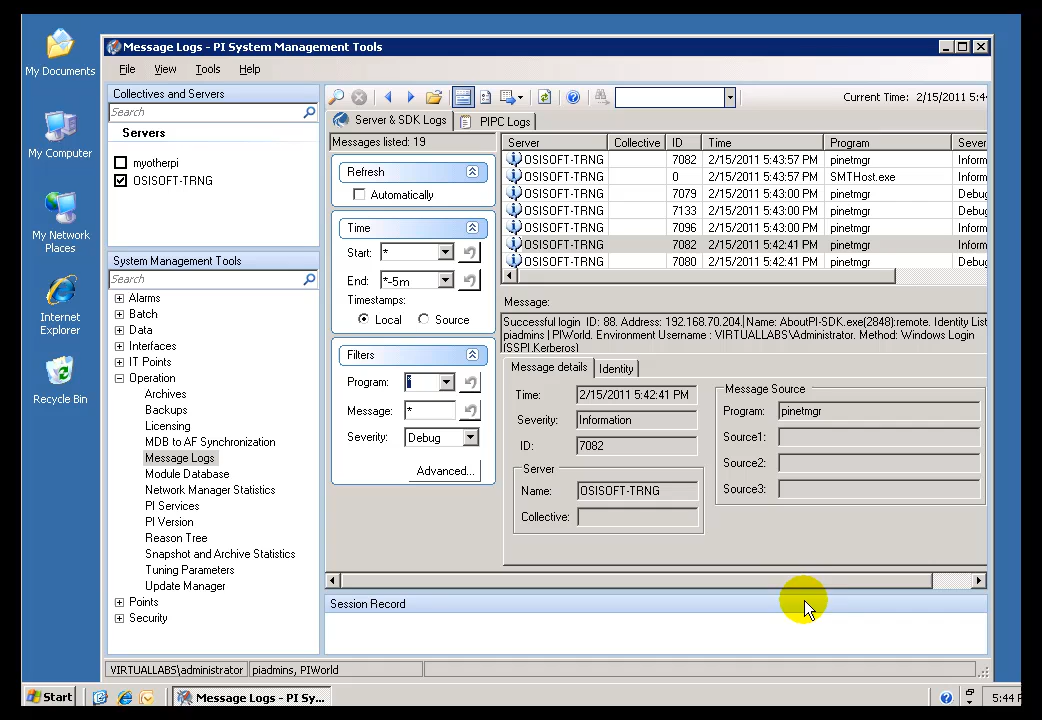 My Documents
My Computer
My Network
Places
Internet
Explorer
Recycle Bin
Message Logs - PI System Management Tools
File View Tools Help
Collectives and Servers
Search
Servers
myotherpi
OSISOFT-TRNG
System Management Tools
Search
Alarms
Batch
Data
Interfaces
IT Points
Operation
Archives
Backups
Licensing
MDB to AF Synchronization
Message Logs
Module Database
Network Manager Statistics
PI Services
PI Version
Reason Tree
Snapshot and Archive Statistics
Tuning Parameters
Update Manager
Points
Security
Current Time: 2/15/2011 5:4
Server & SDK Logs PIPC Logs
Messages listed: 19
Refresh
Automatically
Time
Start: *
End: *-5m
Timestamps:
Local Source
Filters
Program: *
Message: *
Severity: Debug
Advanced...
Server Collective ID Time Program Sever
OSISOFT-TRNG 7082 2/15/2011 5:43:57 PM pinetmgr Inform
OSISOFT-TRNG 0 2/15/2011 5:43:57 PM SMTHost.exe Inform
OSISOFT-TRNG 7079 2/15/2011 5:43:00 PM pinetmgr Debug
OSISOFT-TRNG 7133 2/15/2011 5:43:00 PM pinetmgr Debug
OSISOFT-TRNG 7096 2/15/2011 5:43:00 PM pinetmgr Inform
OSISOFT-TRNG 7082 2/15/2011 5:42:41 PM pinetmgr Inform
OSISOFT-TRNG 7080 2/15/2011 5:42:41 PM pinetmgr Debug
Message:
Successful login ID: 88. Address: 192.168.70.204. Name: AboutPI-SDK.exe(2848):remote. Identity List
piadmins | PIWorld. Environment Username : VIRTUALLABS\Administrator. Method: Windows Login
(SSPI,Kerberos)
Message details Identity
Time: 2/15/2011 5:42:41 PM
Severity: Information
ID: 7082
Server
Name: OSISOFT-TRNG
Collective:
Message Source
Program: pinetmgr
Source1:
Source2:
Source3:
Session Record
VIRTUALLABS\administrator piadmins, PIWorld
Start Message Logs - PI Sy... 5:44 P